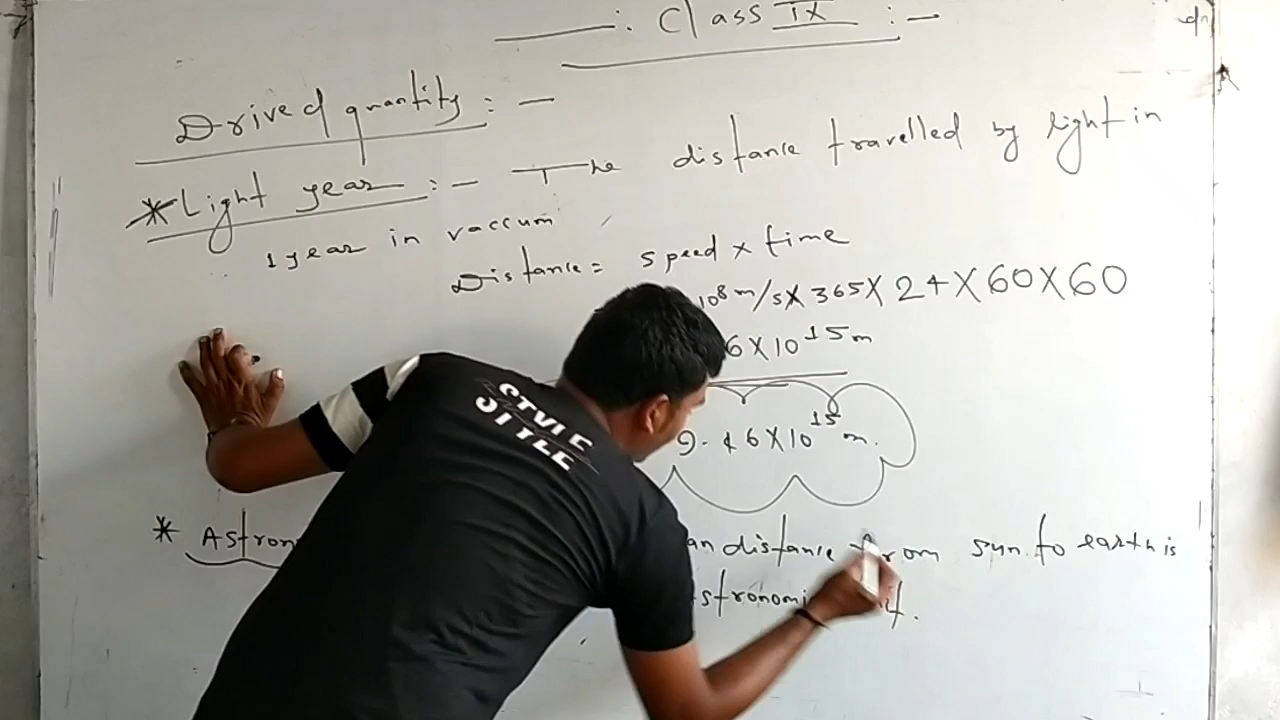 : Class IX :-
Drived quantity :-
* Light year :- The distance travelled by light in
1 year in vaccum
Distance = speed x time
10⁸ m/s X 365 X 24 X 60 X 60
6 X 10¹⁵ m
9.46 X 10¹⁵ m.
* Astron an distance from sun to earth is
stronomi it.
STYLE